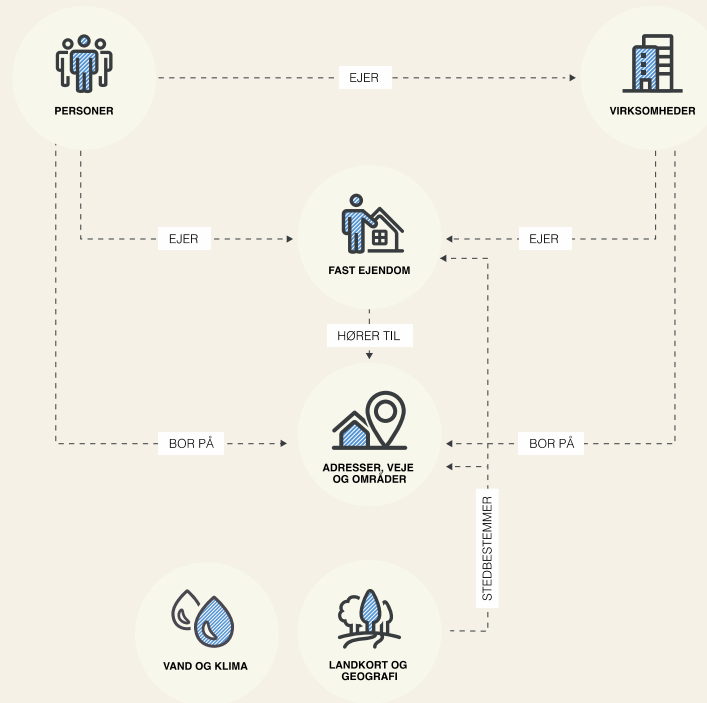 EJER
PERSONER
VIRKSOMHEDER
EJER
EJER
FAST EJENDOM
HØRER TIL
BOR PÅ
BOR PÅ
ADRESSER, VEJE
OG OMRÅDER
STEDBESTEMMER
VAND OG KLIMA
LANDKORT OG
GEOGRAFI